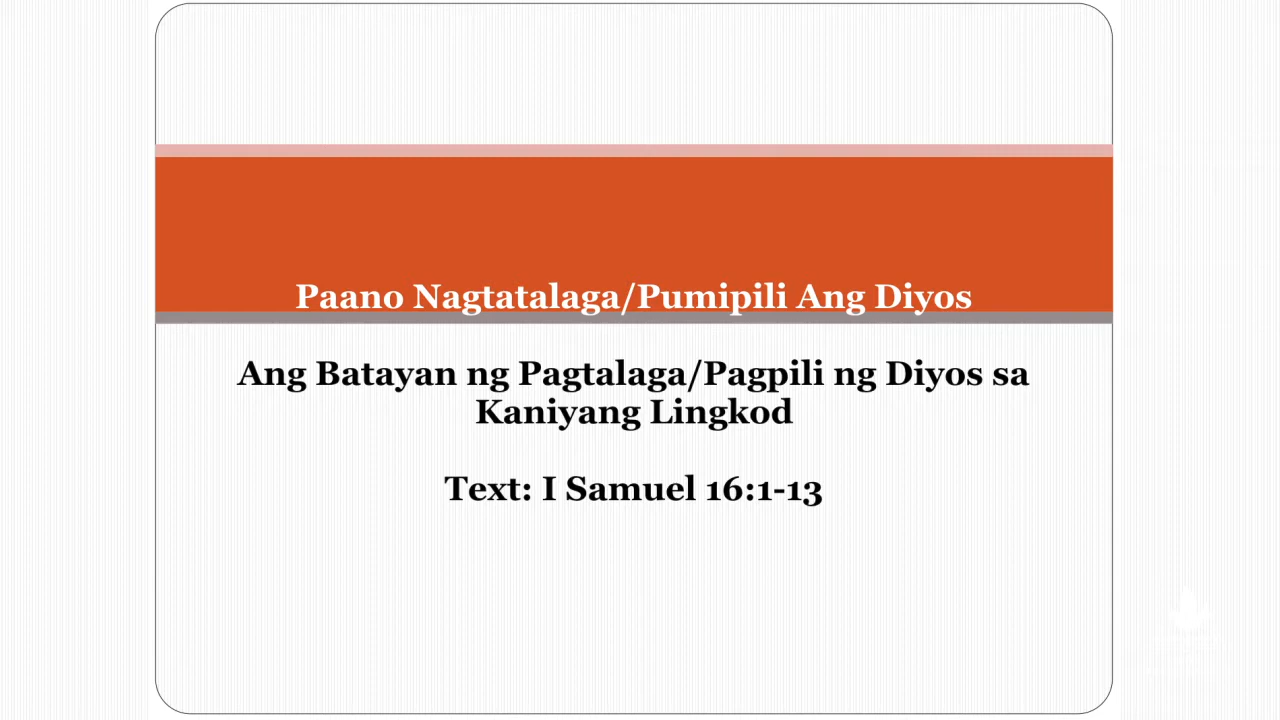 Paano Nagtatalaga/Pumipili Ang Diyos
Ang Batayan ng Pagtalaga/Pagpili ng Diyos sa
Kaniyang Lingkod
Text: I Samuel 16:1-13